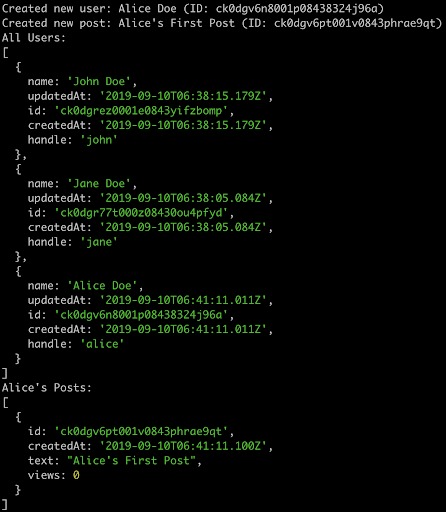 Created new user: Alice Doe (ID: ck0dgv6n8001p08438324j96a)
Created new post: Alice's First Post (ID: ck0dgv6pt001v0843phrae9qt)
All Users:
[
  {
    name: 'John Doe',
    updatedAt: '2019-09-10T06:38:15.179Z',
    id: 'ck0dgrez0001e0843yifzbomp',
    createdAt: '2019-09-10T06:38:15.179Z',
    handle: 'john'
  },
  {
    name: 'Jane Doe',
    updatedAt: '2019-09-10T06:38:05.084Z',
    id: 'ck0dgr77t000z08430ou4pfyd',
    createdAt: '2019-09-10T06:38:05.084Z',
    handle: 'jane'
  },
  {
    name: 'Alice Doe',
    updatedAt: '2019-09-10T06:41:11.011Z',
    id: 'ck0dgv6n8001p08438324j96a',
    createdAt: '2019-09-10T06:41:11.011Z',
    handle: 'alice'
  }
]
Alice's Posts:
[
  {
    id: 'ck0dgv6pt001v0843phrae9qt',
    createdAt: '2019-09-10T06:41:11.100Z',
    text: "Alice's First Post",
    views: 0
  }
]